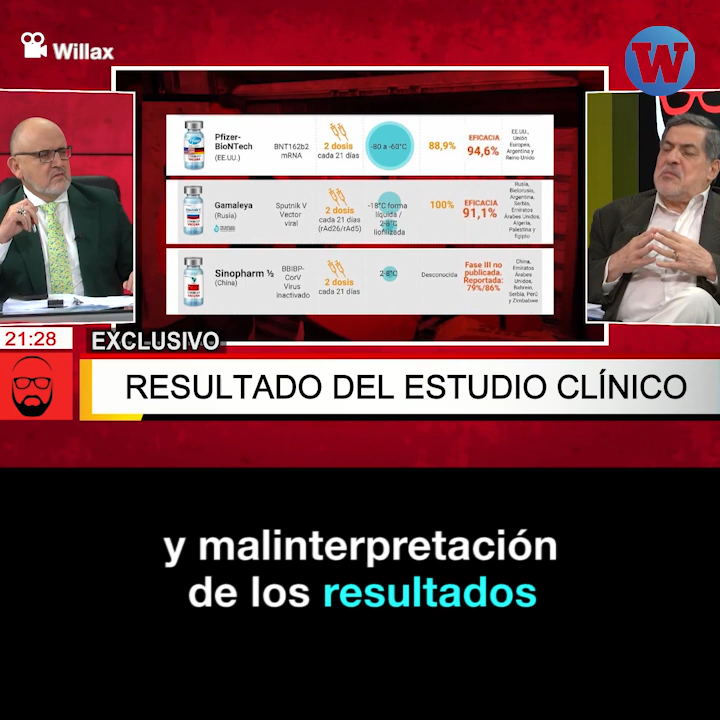 Willax
W
Pfizer-
BioNTech
(EE.UU.)
BNT162b2
mRNA
2 dosis
cada 21 días
-80 a -60°C
88,9%
EFICACIA
94,6%
EE.UU.,
Unión
Europea,
Argentina y
Reino Unido
Gamaleya
(Rusia)
Sputnik V
Vector
viral
2 dosis
cada 21 días
(rAd26/rAd5)
-18°C forma
líquida /
2-8°C
liofilizada
100%
EFICACIA
91,1%
Rusia,
Bielorusia,
Argentina,
Serbia,
Emiratos
Árabes Unidos,
Argelia,
Palestina y
Egipto
Sinopharm ½
(China)
BBIBP-
CorV
Virus
inactivado
2 dosis
cada 21 días
2-8°C
Desconocida
Fase III no
publicada.
Reportada:
79%/86%
China,
Emiratos
Árabes
Unidos,
Bahrein,
Serbia, Perú
y Zimbabwe
21:28
EXCLUSIVO
RESULTADO DEL ESTUDIO CLÍNICO
y malinterpretación
de los resultados